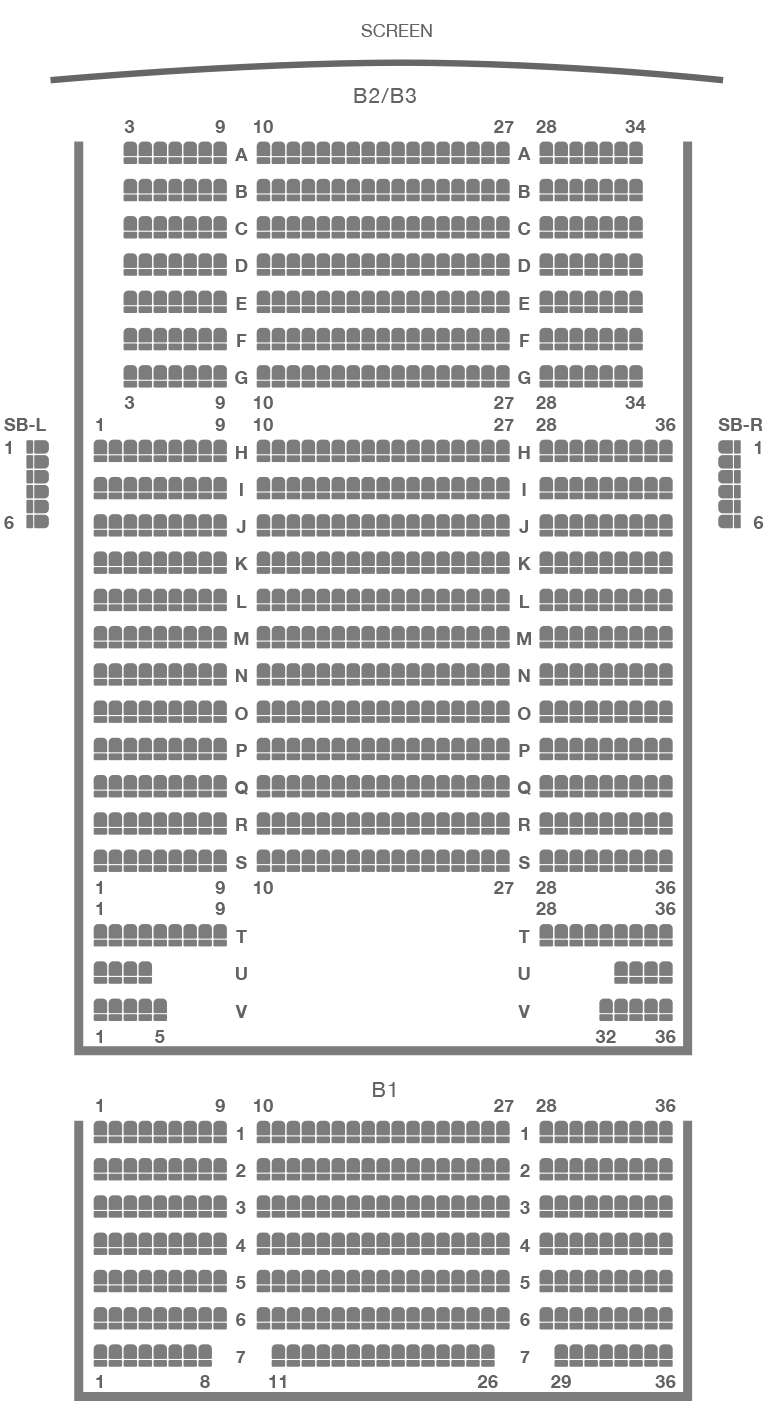 SCREEN
B2/B3
3 9 10 27 28 34
A A
B B
C C
D D
E E
F F
G G
3 9 10 27 28 34
SB-L 1 9 10 27 28 36 SB-R
1 H H 1
I I
6 J J 6
K K
L L
M M
N N
O O
P P
Q Q
R R
S S
1 9 10 27 28 36
1 9 28 36
T T
U U
V V
1 5 32 36
B1
1 9 10 27 28 36
1 1
2 2
3 3
4 4
5 5
6 6
7 7
1 8 11 26 29 36